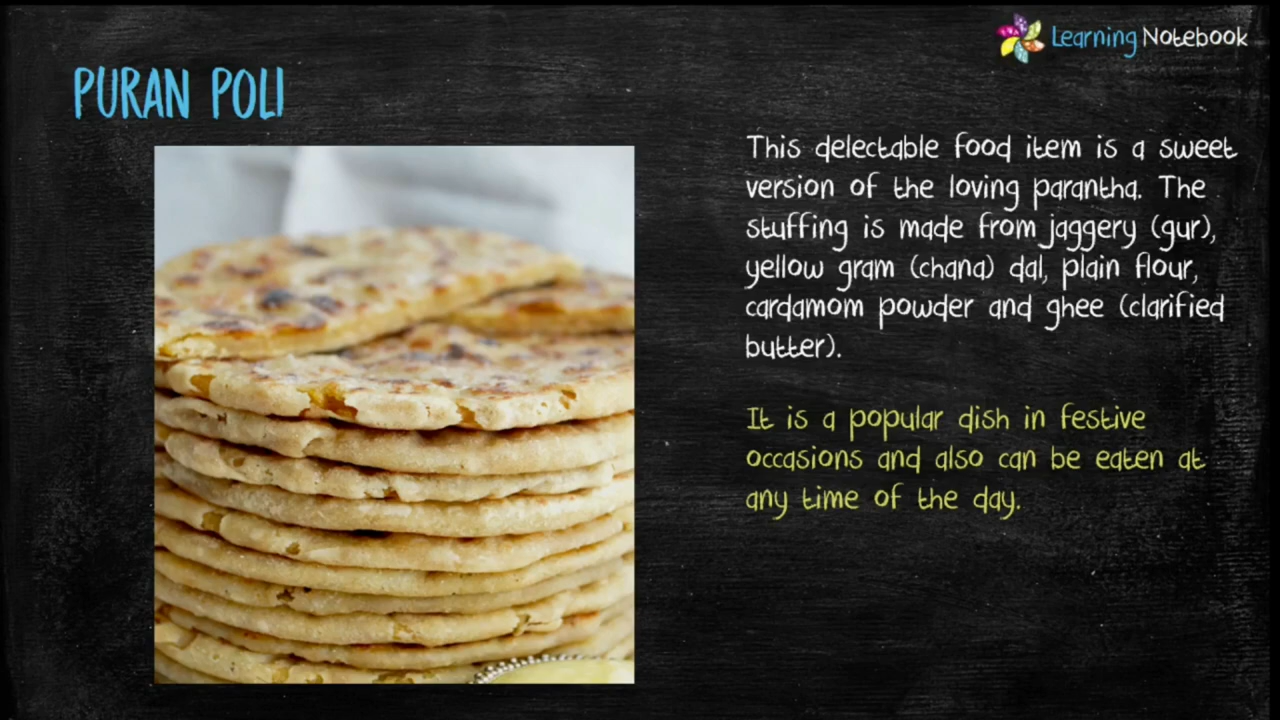 Learning Notebook
PURAN POLI
This delectable food item is a sweet
version of the loving parantha. The
stuffing is made from jaggery (gur),
yellow gram (chana) dal, plain flour,
cardamom powder and ghee (clarified
butter).
It is a popular dish in festive
occasions and also can be eaten at
any time of the day.